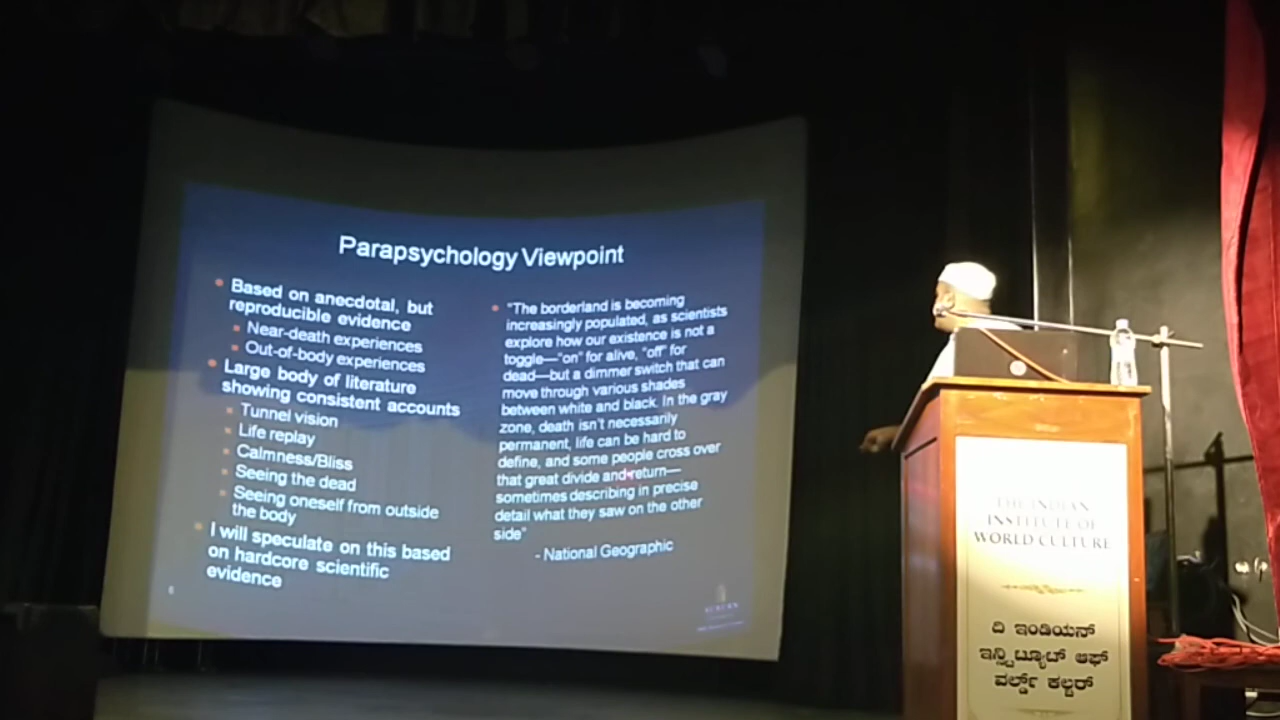 Parapsychology Viewpoint
Based on anecdotal, but
reproducible evidence
Near-death experiences
Out-of-body experiences
Large body of literature
showing consistent accounts
Tunnel vision
Life replay
Calmness/Bliss
Seeing the dead
Seeing oneself from outside
the body
I will speculate on this based
on hardcore scientific
evidence
"The borderland is becoming
increasingly populated, as scientists
explore how our existence is not a
toggle—"on" for alive, "off" for
dead—but a dimmer switch that can
move through various shades
between white and black. In the gray
zone, death isn't necessarily
permanent, life can be hard to
define, and some people cross over
that great divide and return—
sometimes describing in precise
detail what they saw on the other
side"
- National Geographic
THE INDIAN
INSTITUTE OF
WORLD CULTURE
ದಿ ಇಂಡಿಯನ್
ಇನ್ಸ್ಟಿಟ್ಯೂಟ್ ಆಫ್
ವರ್ಲ್ಡ್ ಕಲ್ಚರ್